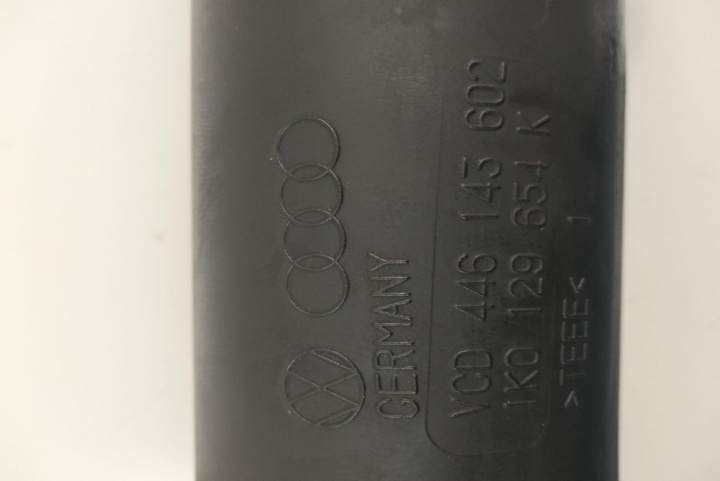 GERMANY
VCD 446 143 602
1K0 129 654 K
>TEEE< 1